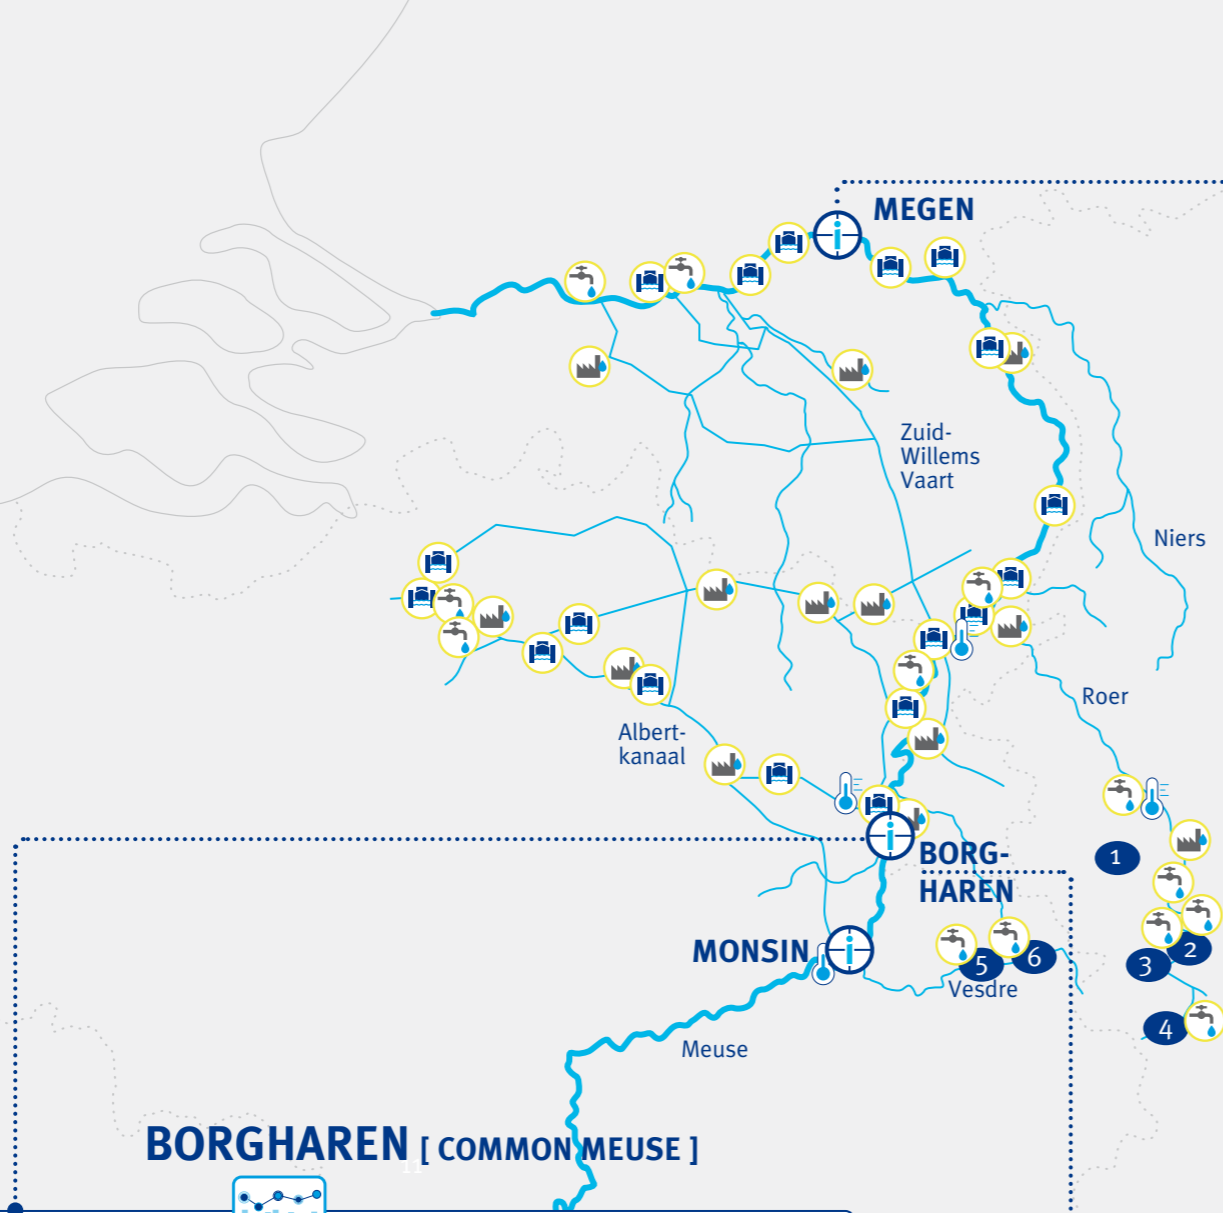 MEGEN
Zuid-
Willems
Vaart
Niers
Roer
Albert-
kanaal
1
BORG-
HAREN
MONSIN
2
3
5
6
Vesdre
4
Meuse
BORGHAREN [ COMMON MEUSE ]
11